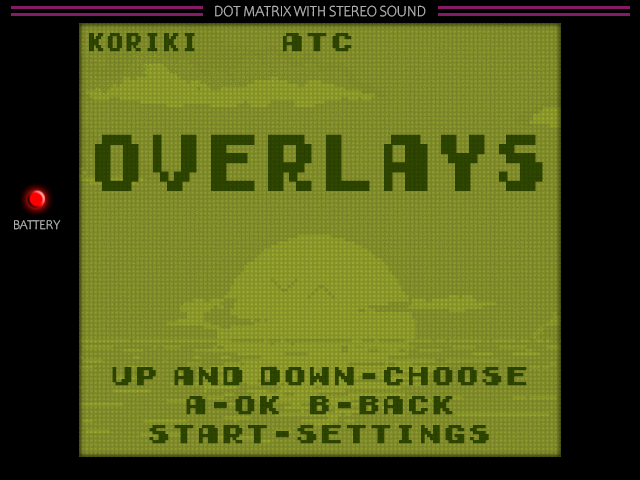 DOT MATRIX WITH STEREO SOUND
KORIKI ATC
OVERLAYS
BATTERY
UP AND DOWN-CHOOSE
A-OK B-BACK
START-SETTINGS